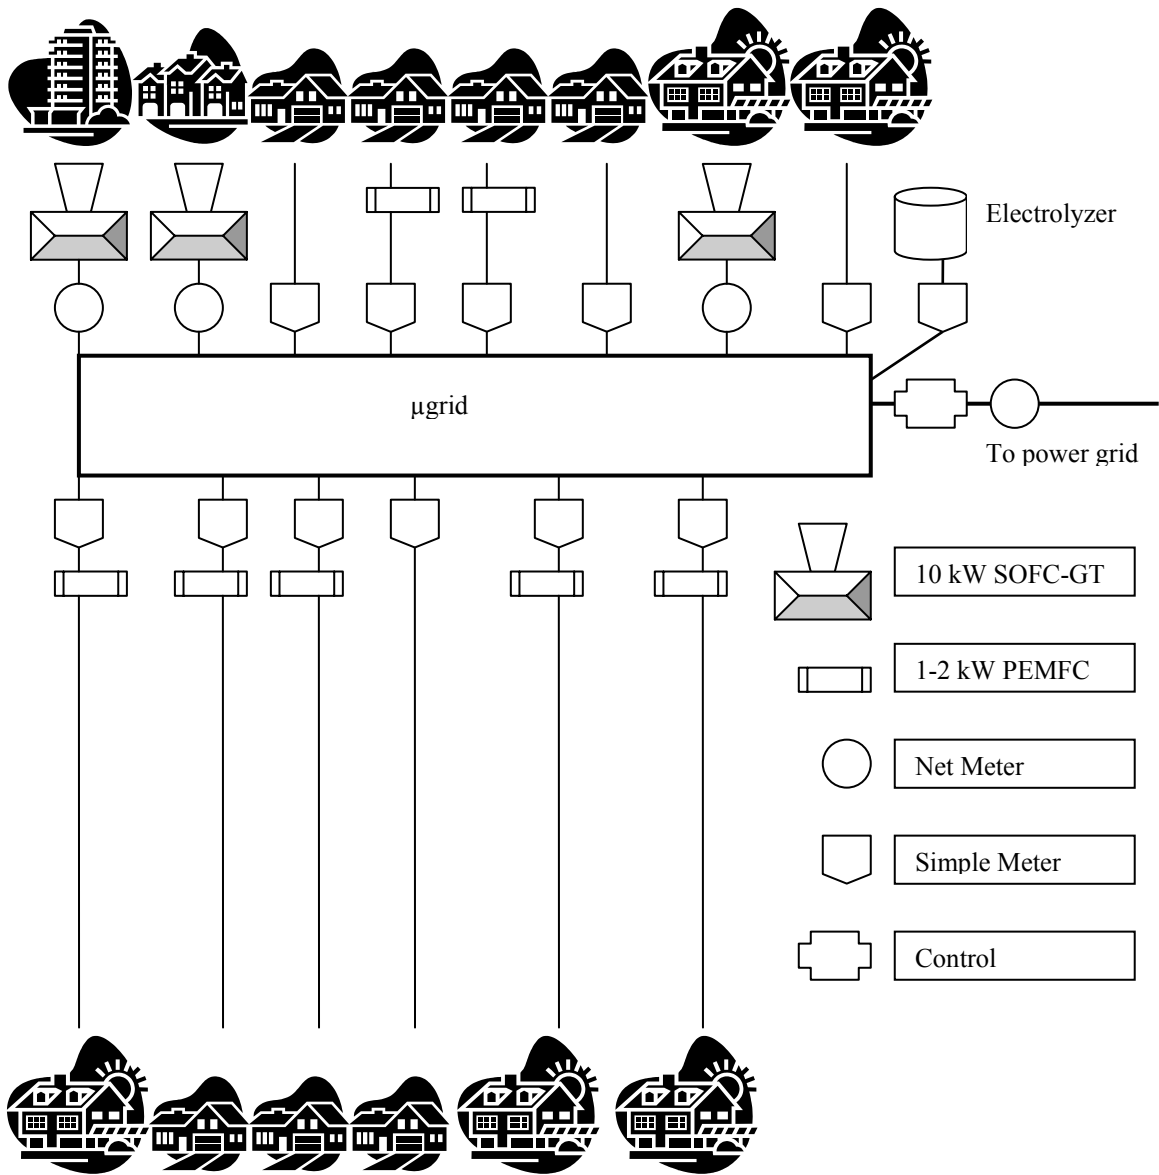 Electrolyzer
µgrid
To power grid
10 kW SOFC-GT
1-2 kW PEMFC
Net Meter
Simple Meter
Control